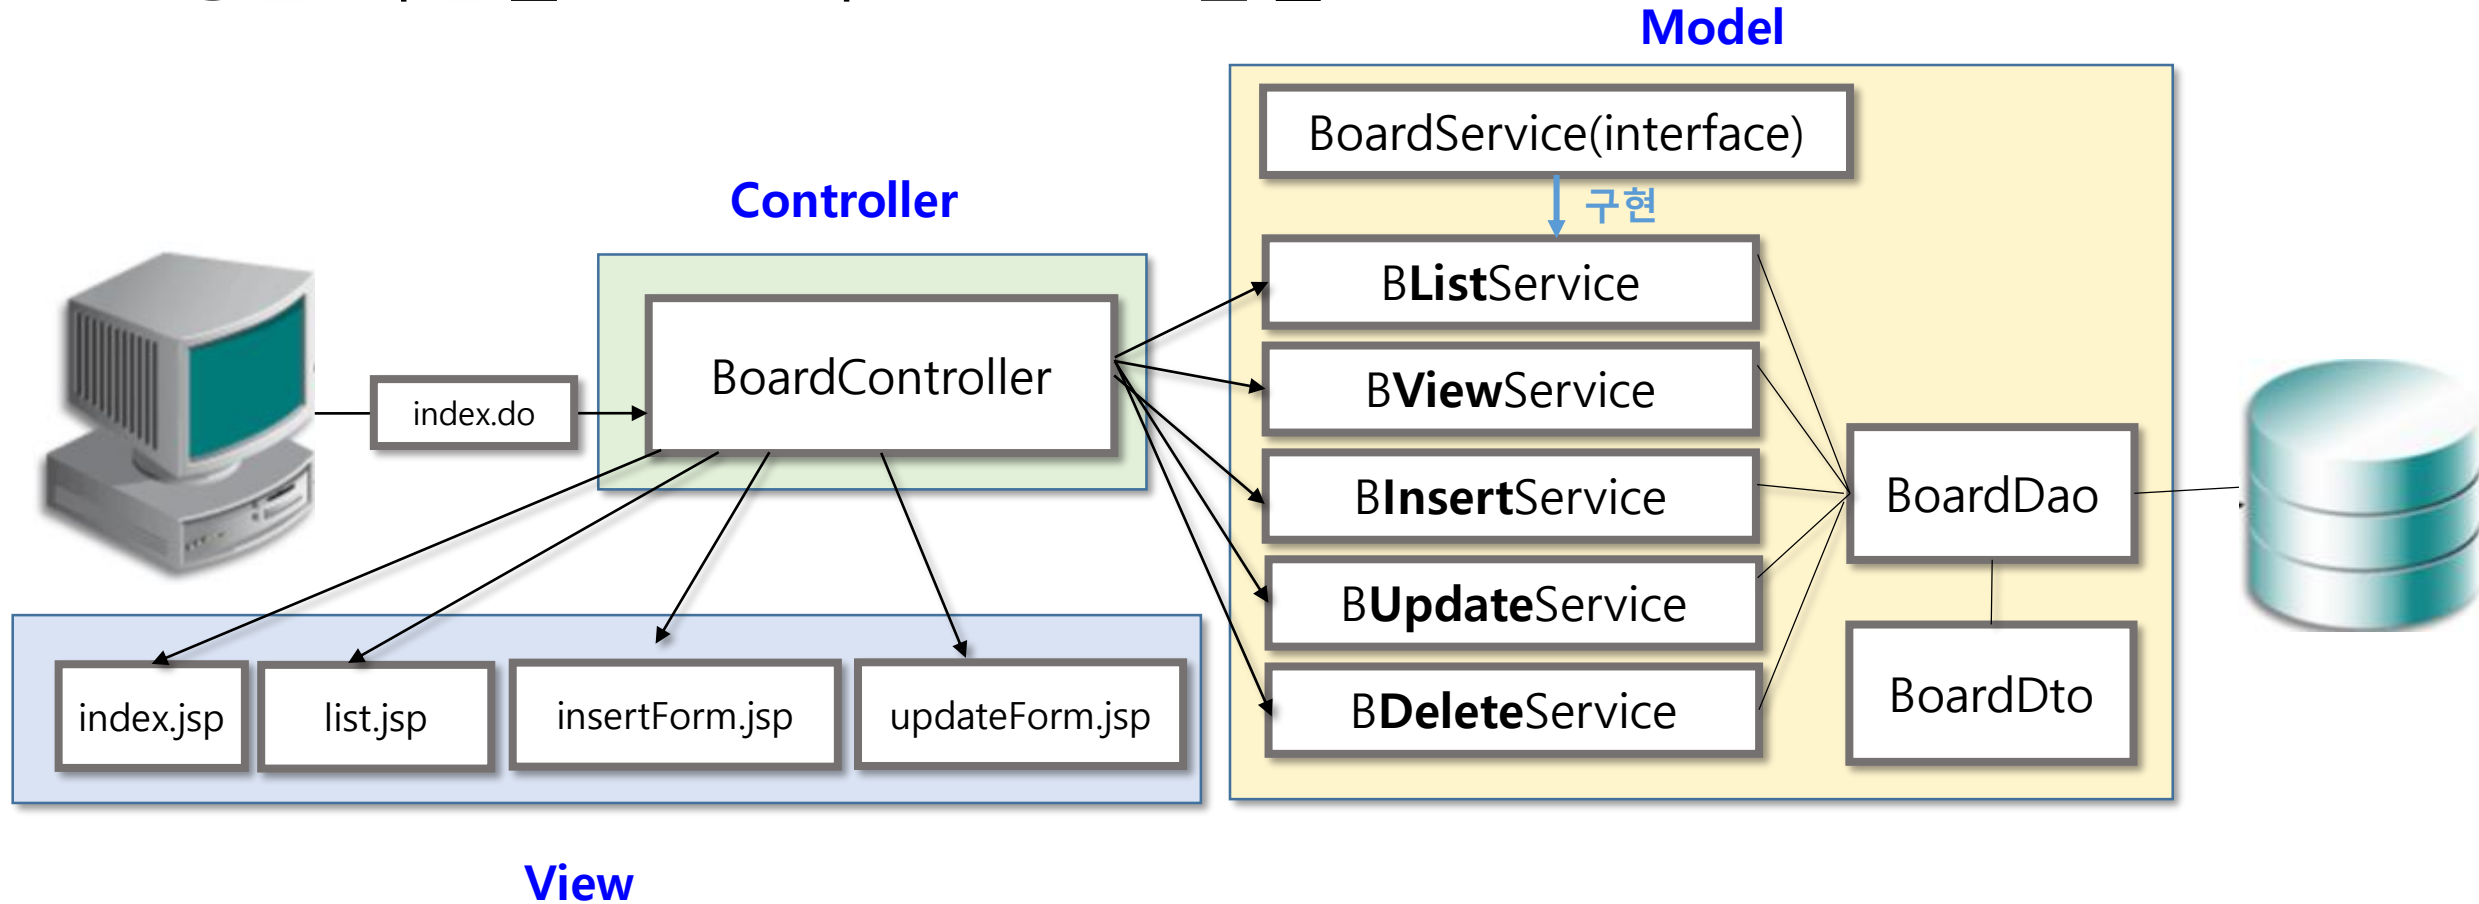 Model
BoardService(interface)
Controller
구현
BListService
BoardController
BViewService
index.do
BInsertService
BoardDao
BUpdateService
index.jsp
list.jsp
insertForm.jsp
updateForm.jsp
BDeleteService
BoardDto
View